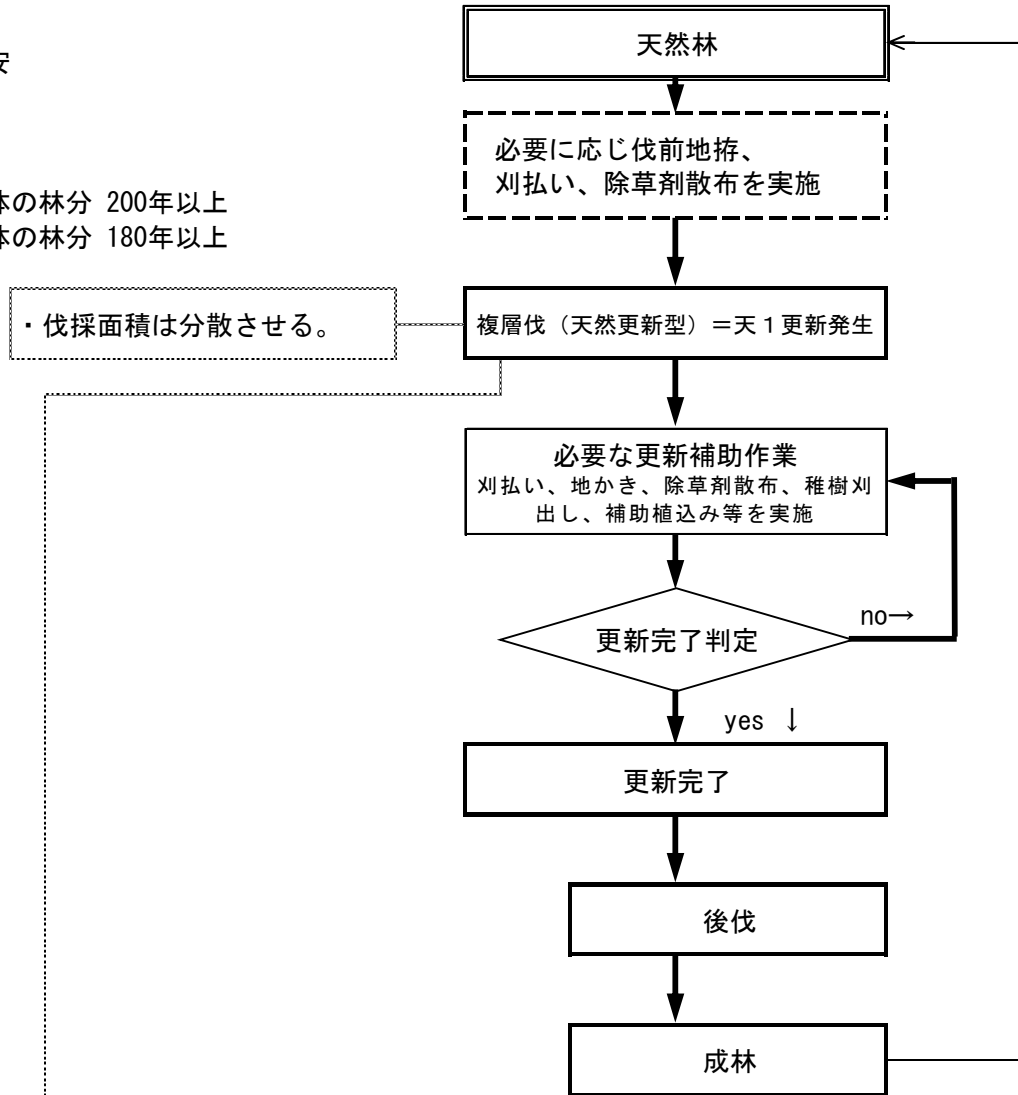 天然林
安
必要に応じ伐前地拵、
刈払い、除草剤散布を実施
体の林分 200年以上
体の林分 180年以上
・伐採面積は分散させる。
複層伐（天然更新型）＝天１更新発生
必要な更新補助作業
刈払い、地かき、除草剤散布、稚樹刈
出し、補助植込み等を実施
no→
更新完了判定
yes ↓
更新完了
後伐
成林